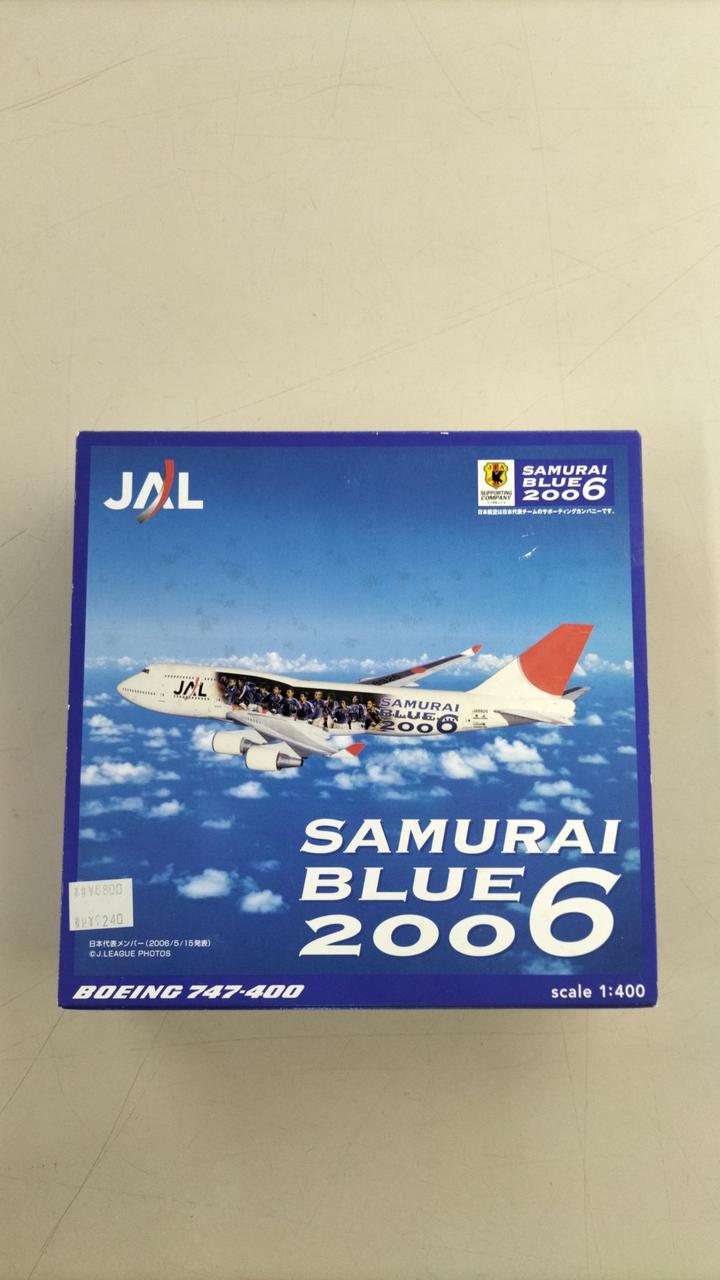 JAL
JFA
SUPPORTING
COMPANY
SAMURAI
BLUE
2006
日本航空は日本代表チームのサポーティングカンパニーです。
JAL
SAMURAI
BLUE
2006
SAMURAI
BLUE
2006
¥8800
¥9240
日本代表メンバー(2006/5/15発表)
©J.LEAGUE PHOTOS
BOEING 747-400
scale 1:400